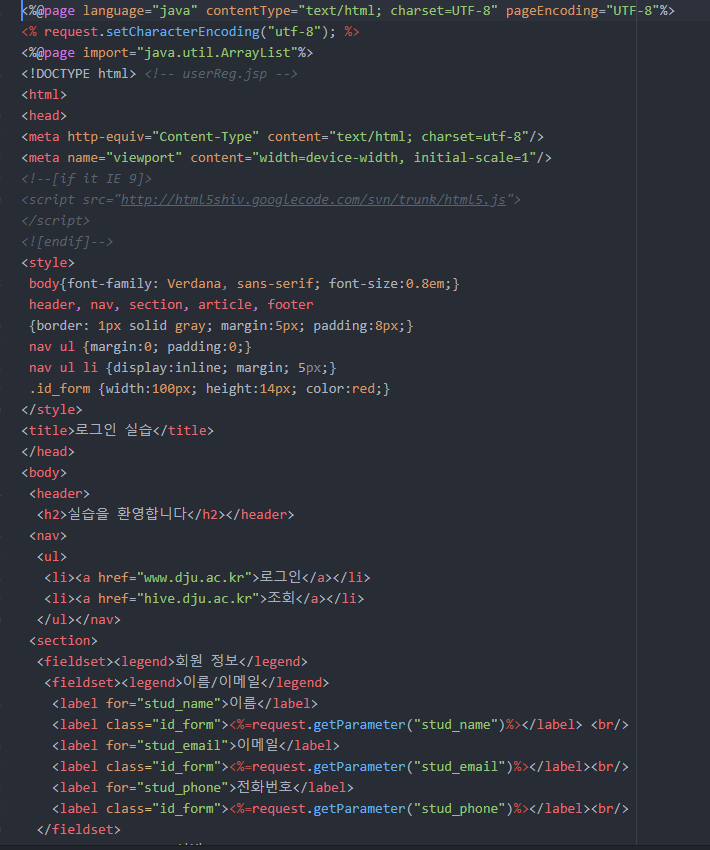 <%@page language="java" contentType="text/html; charset=UTF-8" pageEncoding="UTF-8"%>
<% request.setCharacterEncoding("utf-8"); %>
<%@page import="java.util.ArrayList"%>
<!DOCTYPE html> <!-- userReg.jsp -->
<html>
<head>
<meta http-equiv="Content-Type" content="text/html; charset=utf-8"/>
<meta name="viewport" content="width=device-width, initial-scale=1"/>
<!--[if it IE 9]>
<script src="http://html5shiv.googlecode.com/svn/trunk/html5.js">
</script>
<![endif]-->
<style>
body{font-family: Verdana, sans-serif; font-size:0.8em;}
header, nav, section, article, footer
{border: 1px solid gray; margin:5px; padding:8px;}
nav ul {margin:0; padding:0;}
nav ul li {display:inline; margin; 5px;}
.id_form {width:100px; height:14px; color:red;}
</style>
<title>로그인 실습</title>
</head>
<body>
<header>
<h2>실습을 환영합니다</h2></header>
<nav>
<ul>
<li><a href="www.dju.ac.kr">로그인</a></li>
<li><a href="hive.dju.ac.kr">조회</a></li>
</ul></nav>
<section>
<fieldset><legend>회원 정보</legend>
<fieldset><legend>이름/이메일</legend>
<label for="stud_name">이름</label>
<label class="id_form"><%=request.getParameter("stud_name")%></label> <br/>
<label for="stud_email">이메일</label>
<label class="id_form"><%=request.getParameter("stud_email")%></label><br/>
<label for="stud_phone">전화번호</label>
<label class="id_form"><%=request.getParameter("stud_phone")%></label><br/>
</fieldset>